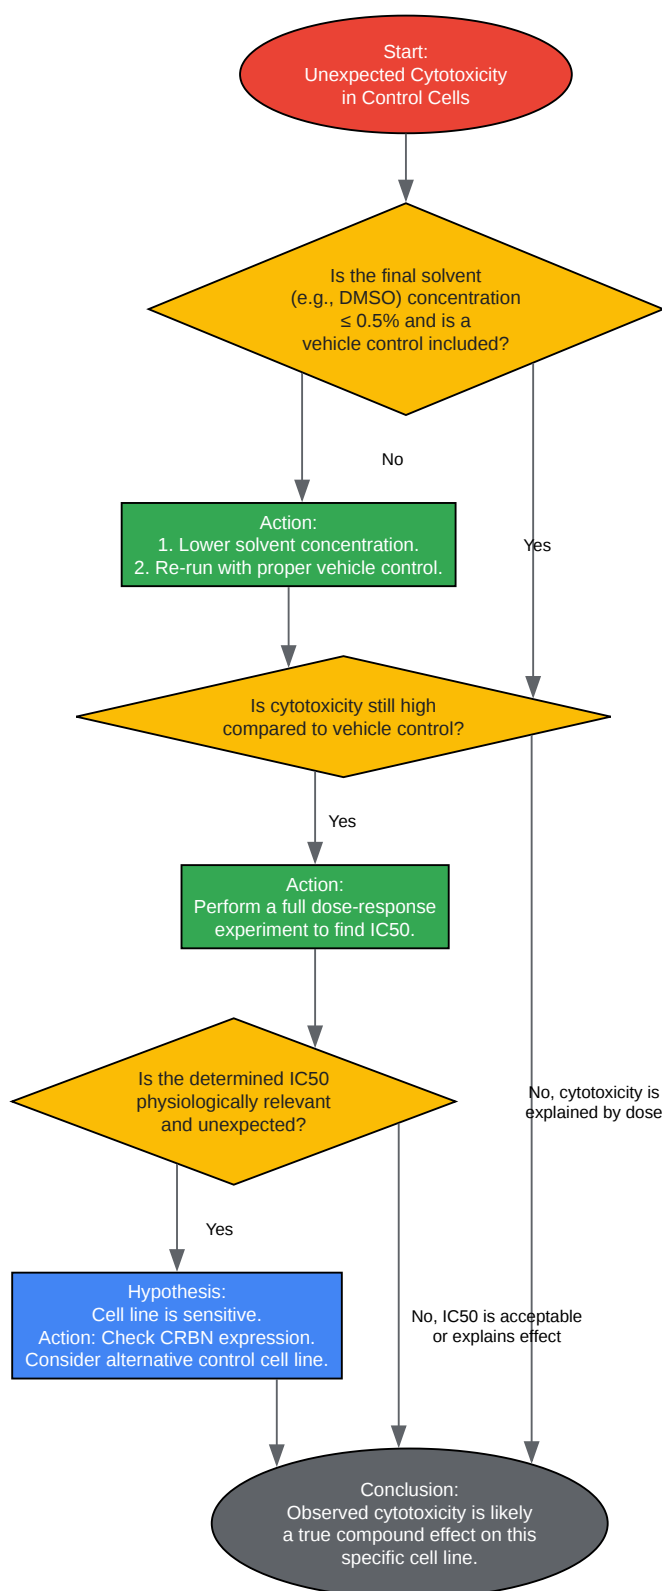 Start:
Unexpected Cytotoxicity
in Control Cells
Is the final solvent
(e.g., DMSO) concentration
≤ 0.5% and is a
vehicle control included?
No
Action:
1. Lower solvent concentration.
2. Re-run with proper vehicle control.
Yes
Is cytotoxicity still high
compared to vehicle control?
Yes
Action:
Perform a full dose-response
experiment to find IC50.
Is the determined IC50
physiologically relevant
and unexpected?
No, cytotoxicity is
explained by dose
Yes
Hypothesis:
Cell line is sensitive.
Action: Check CRBN expression.
Consider alternative control cell line.
No, IC50 is acceptable
or explains effect
Conclusion:
Observed cytotoxicity is likely
a true compound effect on this
specific cell line.